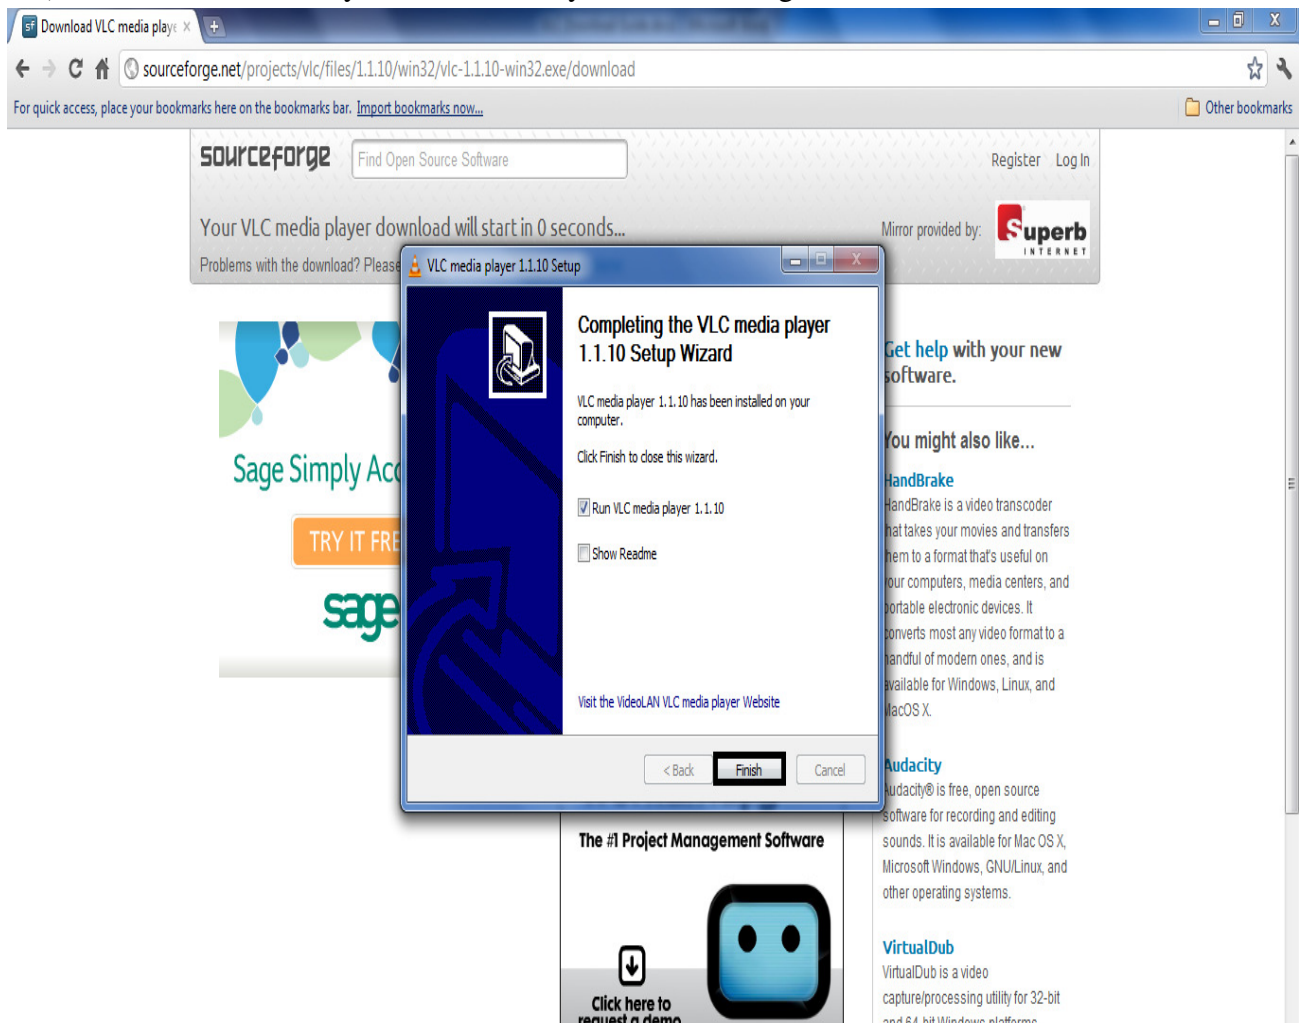 Download VLC media playe
sourceforge.net/projects/vlc/files/1.1.10/win32/vlc-1.1.10-win32.exe/download
For quick access, place your bookmarks here on the bookmarks bar. Import bookmarks now...
Other bookmarks
sourceforge
Find Open Source Software
Register Log In
Your VLC media player download will start in 0 seconds...
Mirror provided by:
Superb
INTERNET
Problems with the download? Please
VLC media player 1.1.10 Setup
Completing the VLC media player
1.1.10 Setup Wizard
VLC media player 1.1.10 has been installed on your
computer.
Click Finish to close this wizard.
Run VLC media player 1.1.10
Show Readme
Visit the VideoLAN VLC media player Website
< Back
Finish
Cancel
Sage Simply Acc
TRY IT FRE
sage
Get help with your new
software.
You might also like...
HandBrake
HandBrake is a video transcoder
that takes your movies and transfers
them to a format that's useful on
your computers, media centers, and
portable electronic devices. It
converts most any video format to a
handful of modern ones, and is
available for Windows, Linux, and
MacOS X.
Audacity
Audacity® is free, open source
software for recording and editing
sounds. It is available for Mac OS X,
Microsoft Windows, GNU/Linux, and
other operating systems.
VirtualDub
VirtualDub is a video
capture/processing utility for 32-bit
and 64-bit Windows platforms
The #1 Project Management Software
Click here to
request a demo